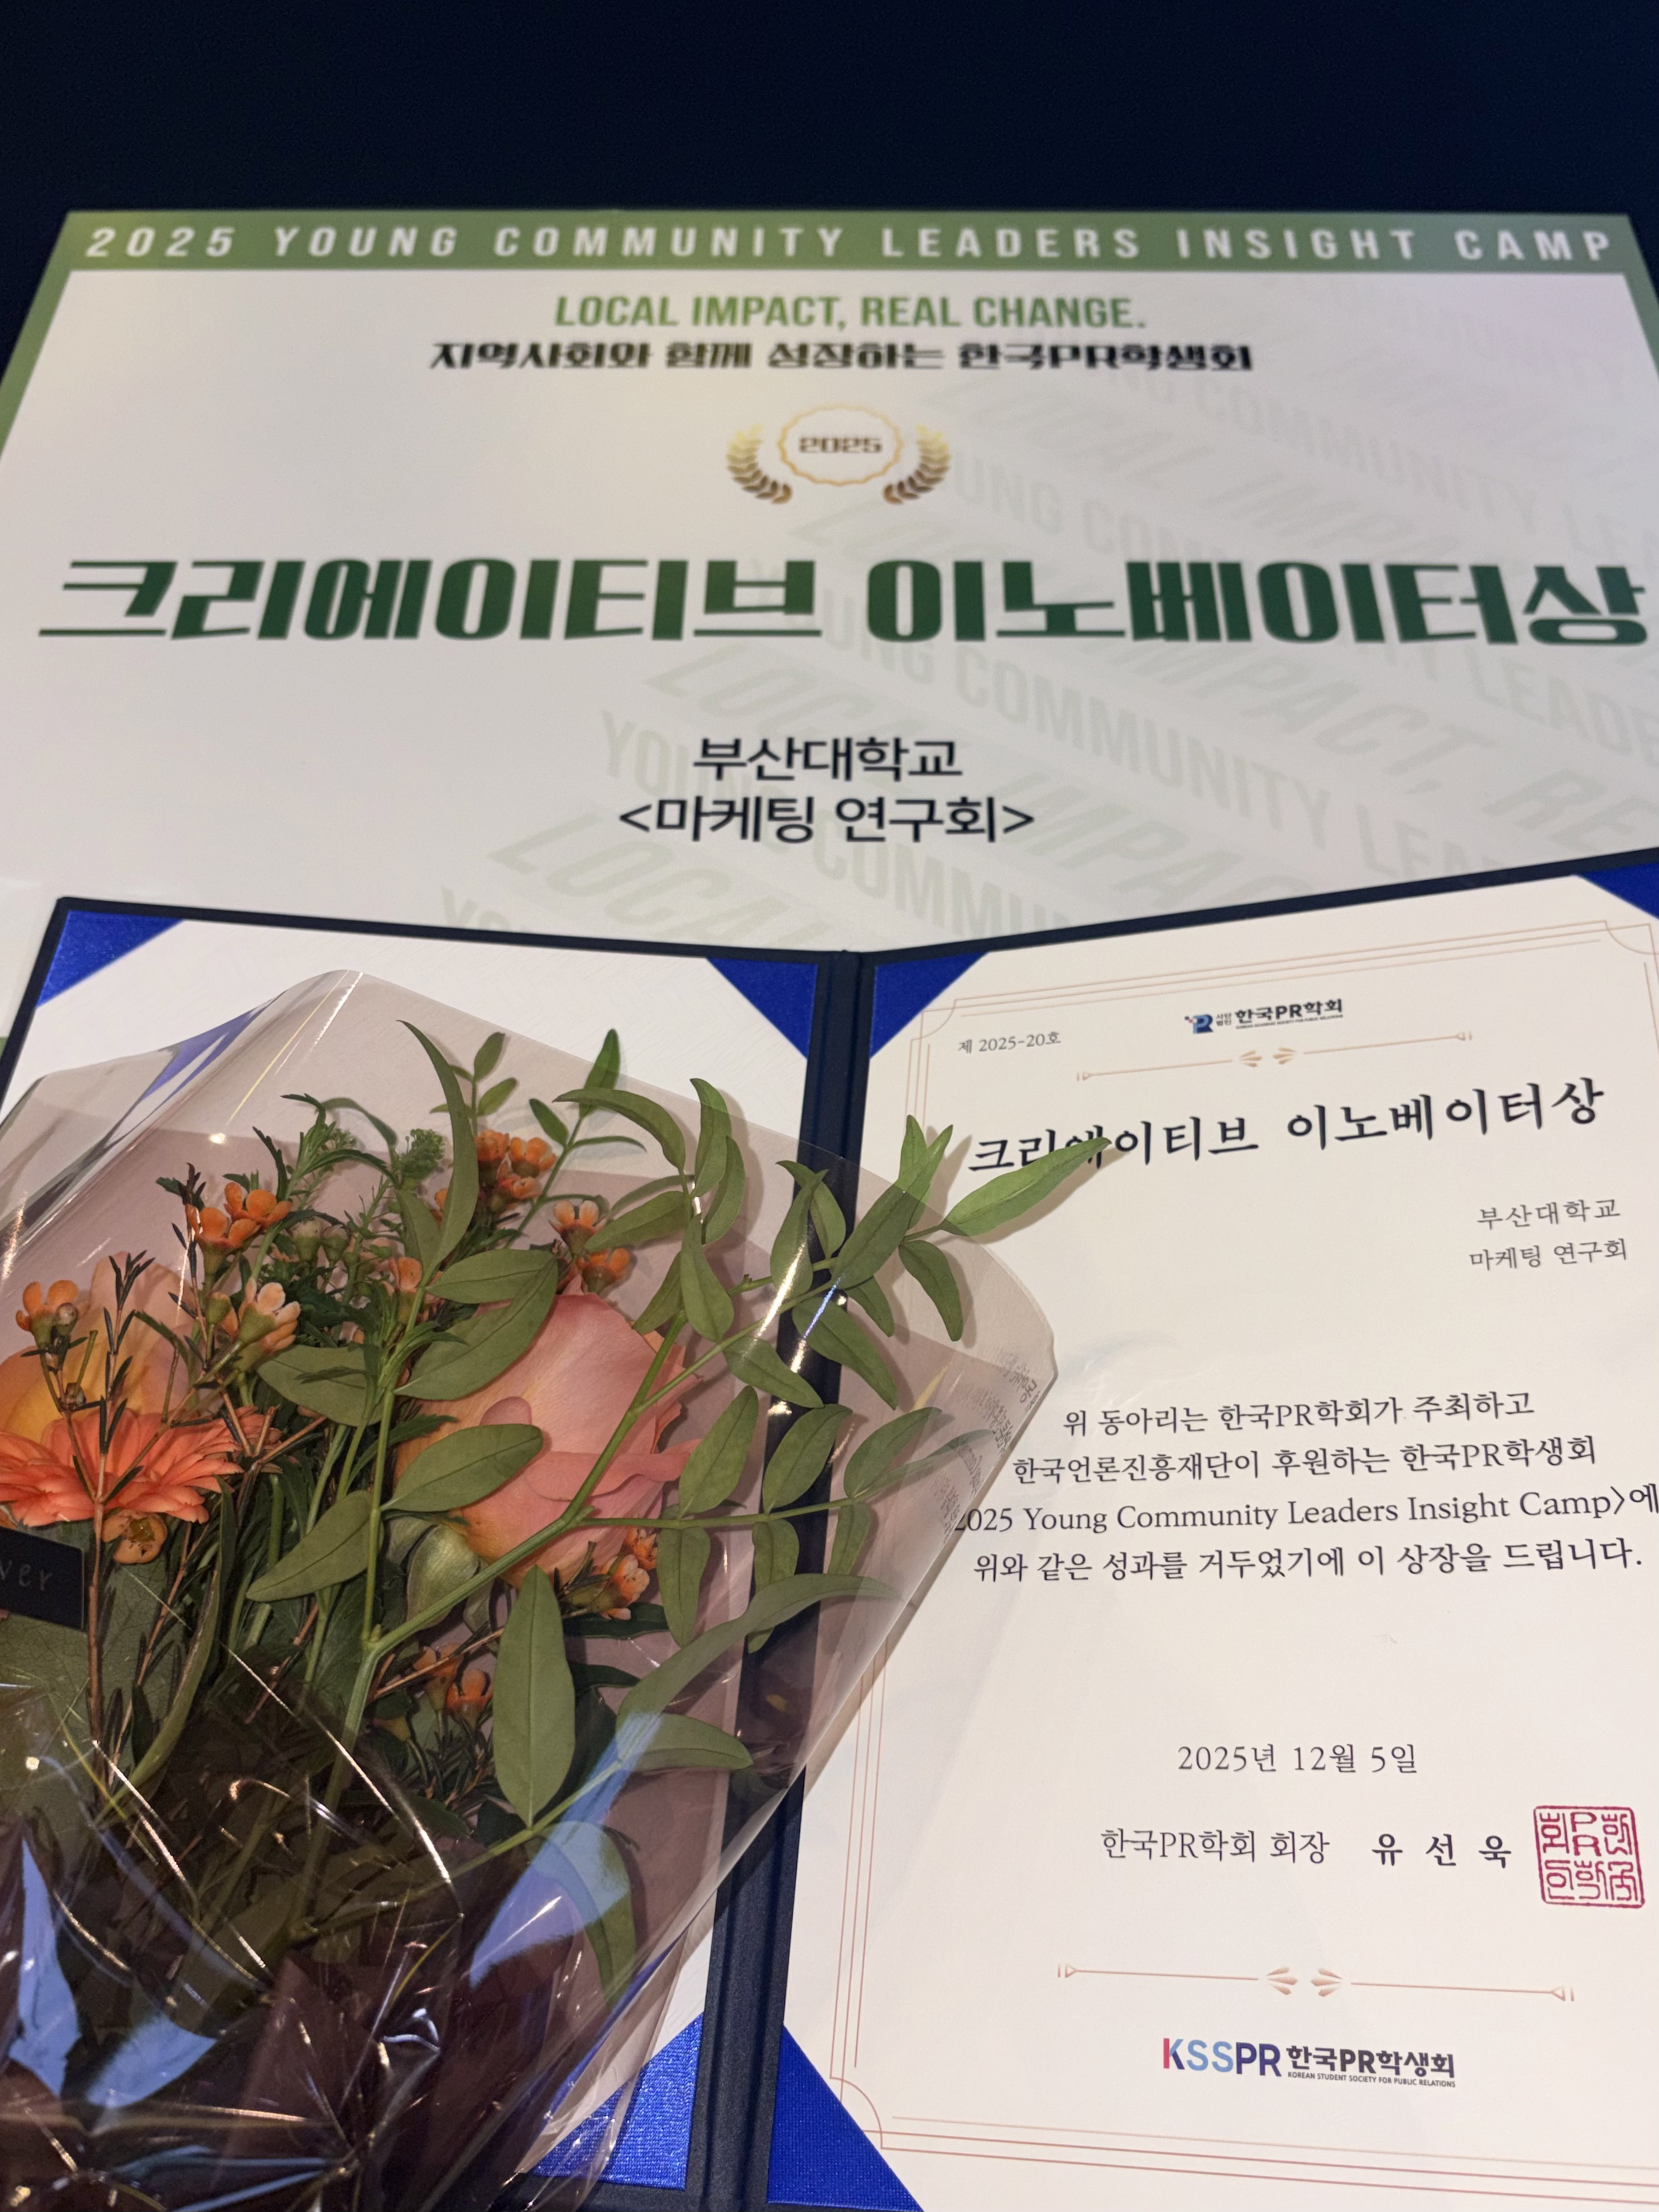 2025 YOUNG COMMUNITY LEADERS INSIGHT CAMP
LOCAL IMPACT, REAL CHANGE.
지역사회와 함께 성장하는 한국PR학생회
2025
크리에이티브 이노베이터상
부산대학교
<마케팅 연구회>
제 2025-20호
사단법인 한국PR학회
크리에이티브 이노베이터상
부산대학교
마케팅 연구회
위 동아리는 한국PR학회가 주최하고
한국언론진흥재단이 후원하는 한국PR학생회
2025 Young Community Leaders Insight Camp>에
위와 같은 성과를 거두었기에 이 상장을 드립니다.
2025년 12월 5일
한국PR학회 회장 유 선 욱
KSSPR 한국PR학생회
KOREAN STUDENT SOCIETY FOR PUBLIC RELATIONS